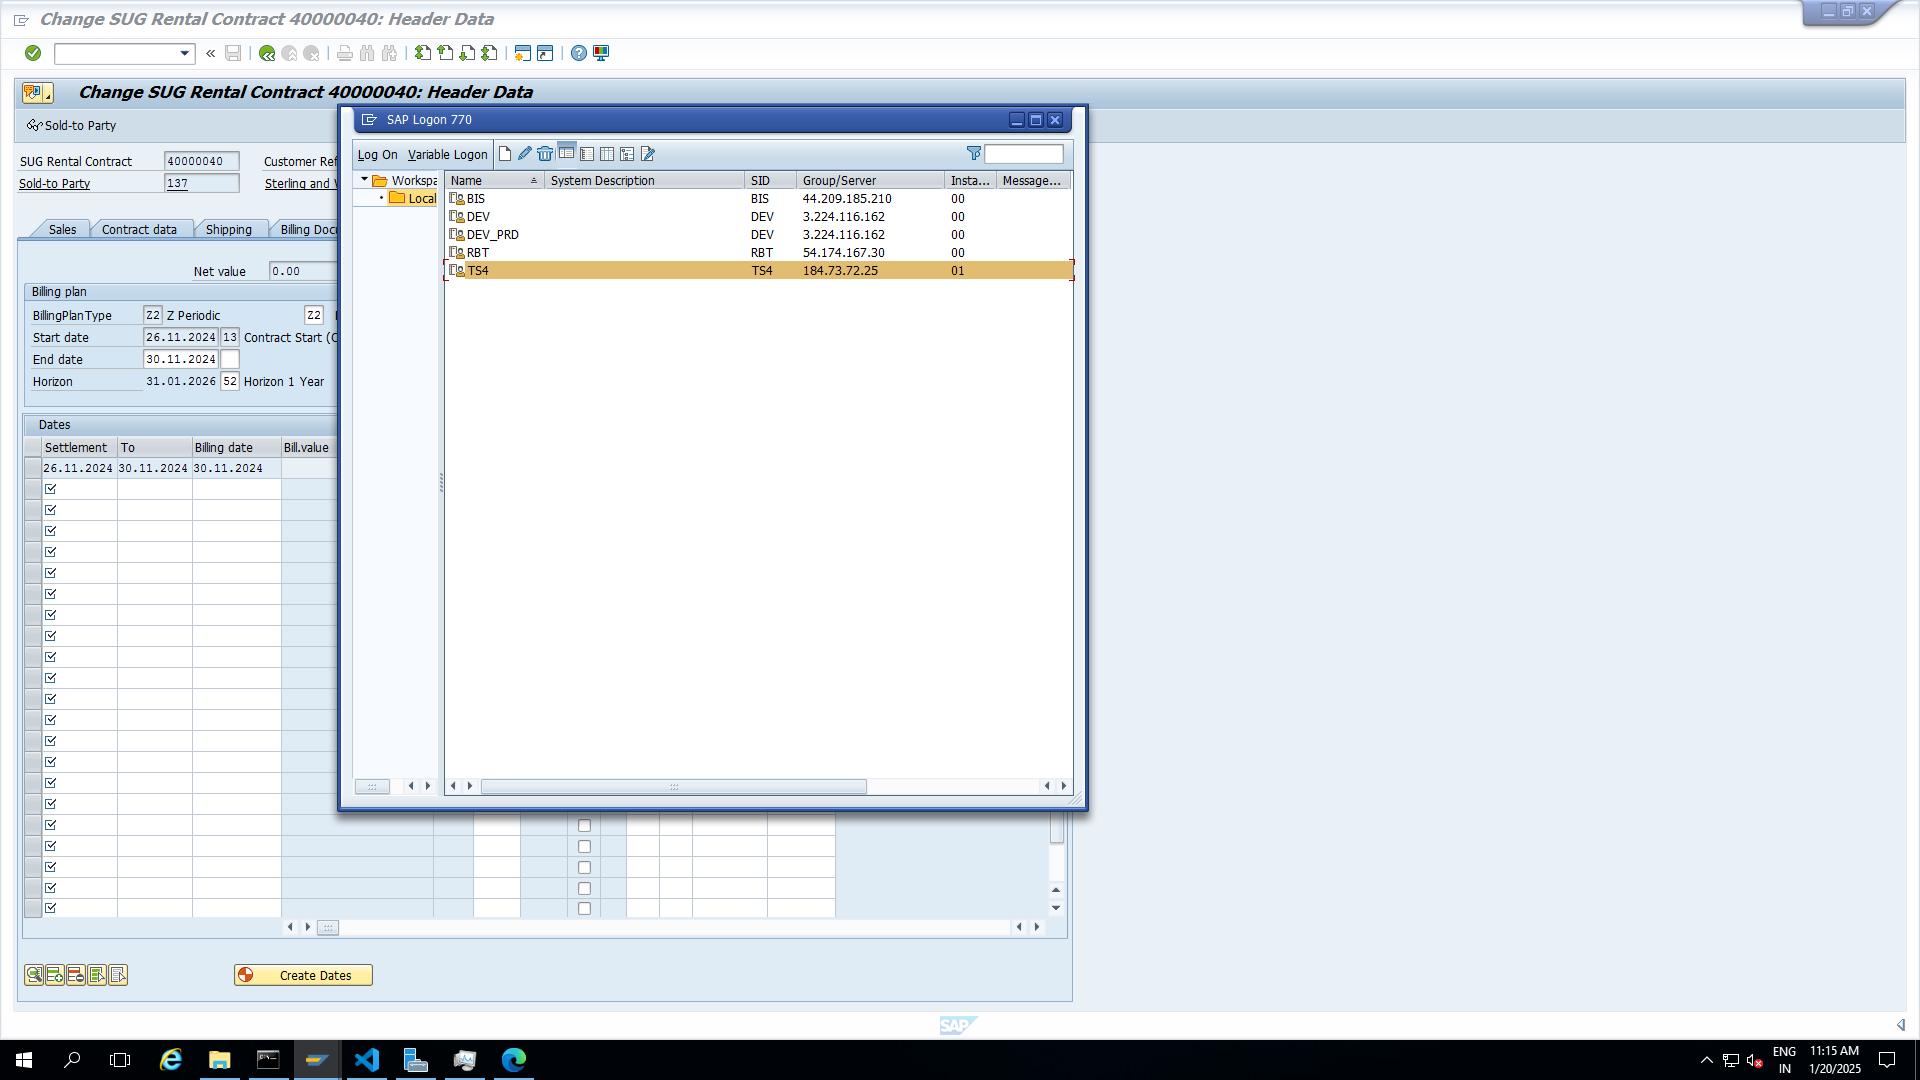 Change SUG Rental Contract 40000040: Header Data
Change SUG Rental Contract 40000040: Header Data
Sold-to Party
SUG Rental Contract 40000040 Customer Ref
Sold-to Party 137 Sterling and
Sales Contract data Shipping Billing Doc
Net value 0.00
Billing plan
BillingPlanType Z2 Z Periodic Z2
Start date 26.11.2024 13 Contract Start (
End date 30.11.2024
Horizon 31.01.2026 52 Horizon 1 Year
Dates
Settlement To Billing date Bill.value
26.11.2024 30.11.2024 30.11.2024
Create Dates
SAP Logon 770
Log On Variable Logon
Workspa
Local
Name System Description SID Group/Server Insta... Message...
BIS BIS 44.209.185.210 00
DEV DEV 3.224.116.162 00
DEV_PRD DEV 3.224.116.162 00
RBT RBT 54.174.167.30 00
TS4 TS4 184.73.72.25 01
SAP
ENG
IN
11:15 AM
1/20/2025